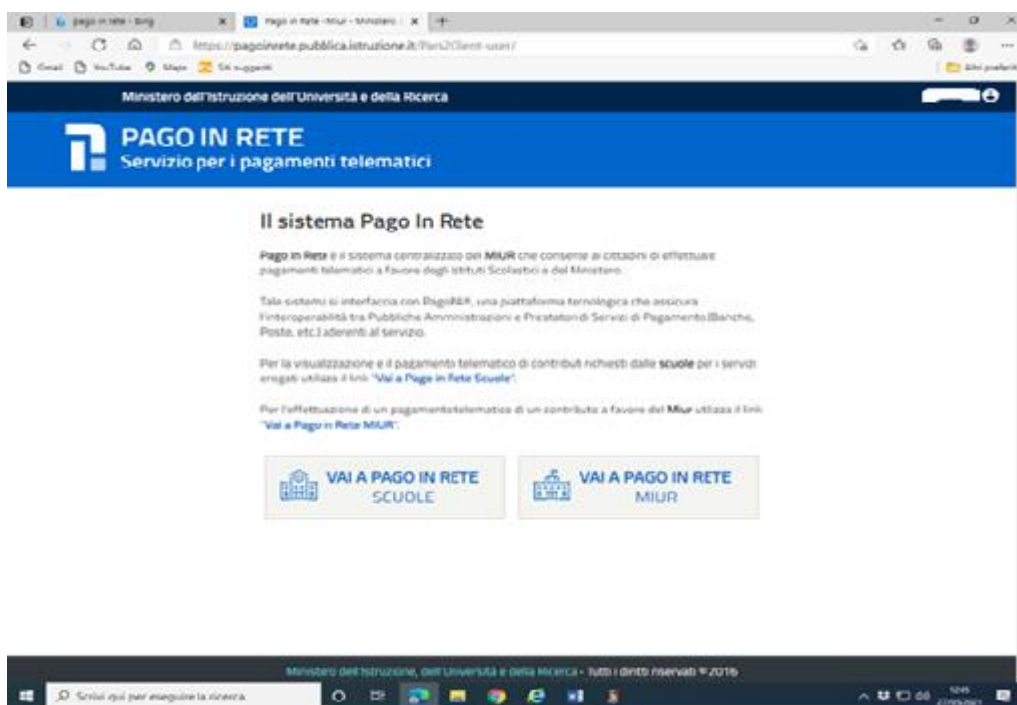 pago in rete - Bing
Pago in Rete - Miur - Ministero
https://pagoinrete.pubblica.istruzione.it/Pars2Client-user/
Gmail YouTube Maps
Altri preferiti
Ministero dell'Istruzione dell'Università e della Ricerca
PAGO IN RETE
Servizio per i pagamenti telematici
Il sistema Pago In Rete
Pago In Rete è il sistema centralizzato del MIUR che consente ai cittadini di effettuare
pagamenti telematici a favore degli Istituti Scolastici e del Ministero.
Tale sistema si interfaccia con PagoPA®, una piattaforma tecnologica che assicura
l'interoperabilità tra Pubbliche Amministrazioni e Prestatori di Servizi di Pagamento (Banche,
Poste, etc.) aderenti al servizio.
Per la visualizzazione e il pagamento telematico di contributi richiesti dalle scuole per i servizi
erogati utilizza il link "Vai a Pago in Rete Scuole".
Per l'effettuazione di un pagamento telematico di un contributo a favore del Miur utilizza il link
"Vai a Pago in Rete MIUR".
VAI A PAGO IN RETE
SCUOLE
VAI A PAGO IN RETE
MIUR
Ministero dell'Istruzione, dell'Università e della Ricerca - Tutti i diritti riservati © 2016
Scrivi qui per eseguire la ricerca